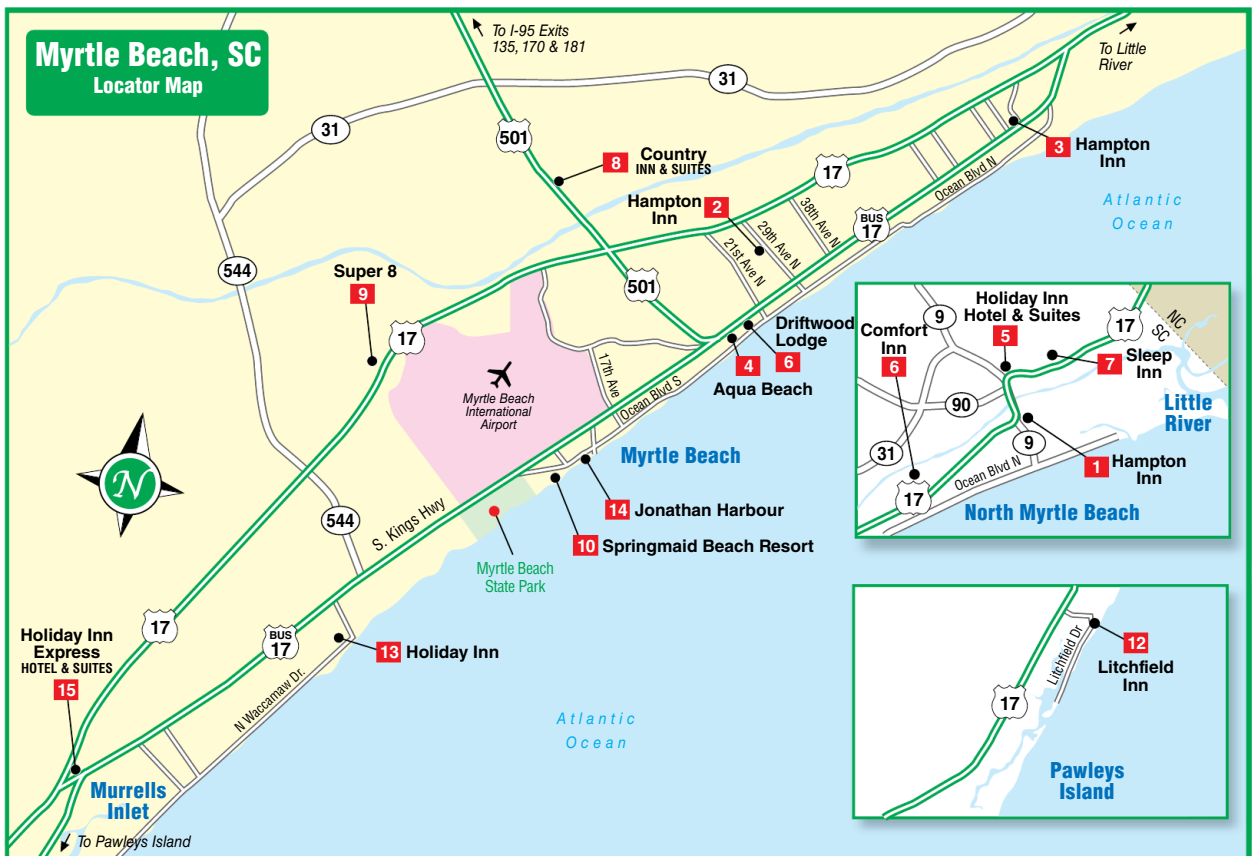 Myrtle Beach, SC
Locator Map
To I-95 Exits
135, 170 & 181
To Little
River
31
31
501
8 Country
INN & SUITES
3 Hampton
Inn
17
Hampton 2
Inn
38th Ave N
29th Ave N
21st Ave N
BUS
17
Ocean Blvd N
Atlantic
Ocean
544
Super 8
9
501
17
Driftwood
Lodge
4
6
Aqua Beach
17th Ave
Ocean Blvd S
Myrtle Beach
International
Airport
N
Myrtle Beach
544
S. Kings Hwy
14 Jonathan Harbour
10 Springmaid Beach Resort
Myrtle Beach
State Park
17
BUS
17
Holiday Inn
Express
HOTEL & SUITES
15
13 Holiday Inn
N Waccamaw Dr.
Atlantic
Ocean
Murrells
Inlet
To Pawleys Island
9
Holiday Inn
Hotel & Suites
5
17
NC
SC
Comfort
Inn
6
7 Sleep
Inn
90
Little
River
31
9
1 Hampton
Inn
17
Ocean Blvd N
North Myrtle Beach
Litchfield Dr
12
Litchfield
Inn
17
Pawleys
Island